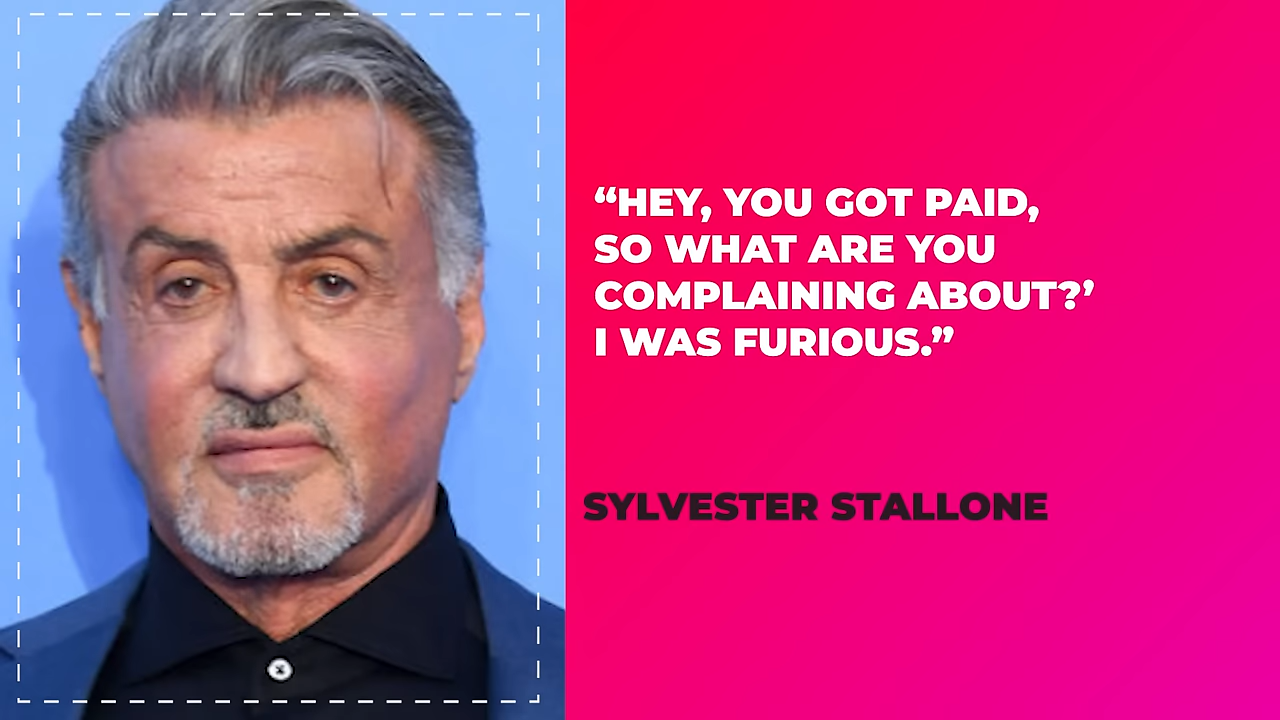 “HEY, YOU GOT PAID,
SO WHAT ARE YOU
COMPLAINING ABOUT?’
I WAS FURIOUS.”
SYLVESTER STALLONE